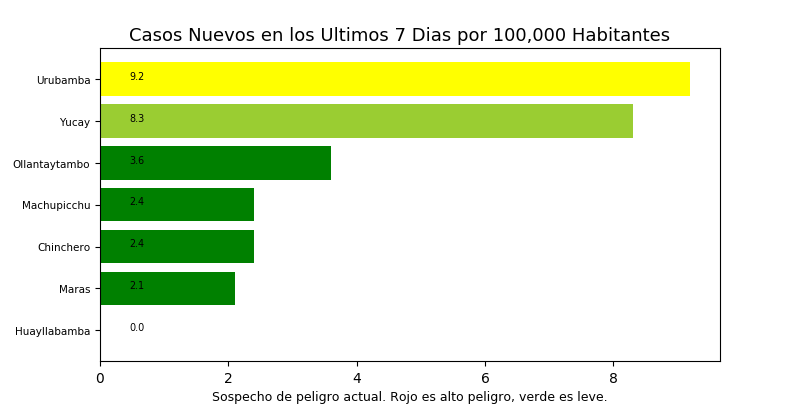 Casos Nuevos en los Ultimos 7 Dias por 100,000 Habitantes
Urubamba 9.2
Yucay 8.3
Ollantaytambo 3.6
Machupicchu 2.4
Chinchero 2.4
Maras 2.1
Huayllabamba 0.0
0 2 4 6 8
Sospecho de peligro actual. Rojo es alto peligro, verde es leve.